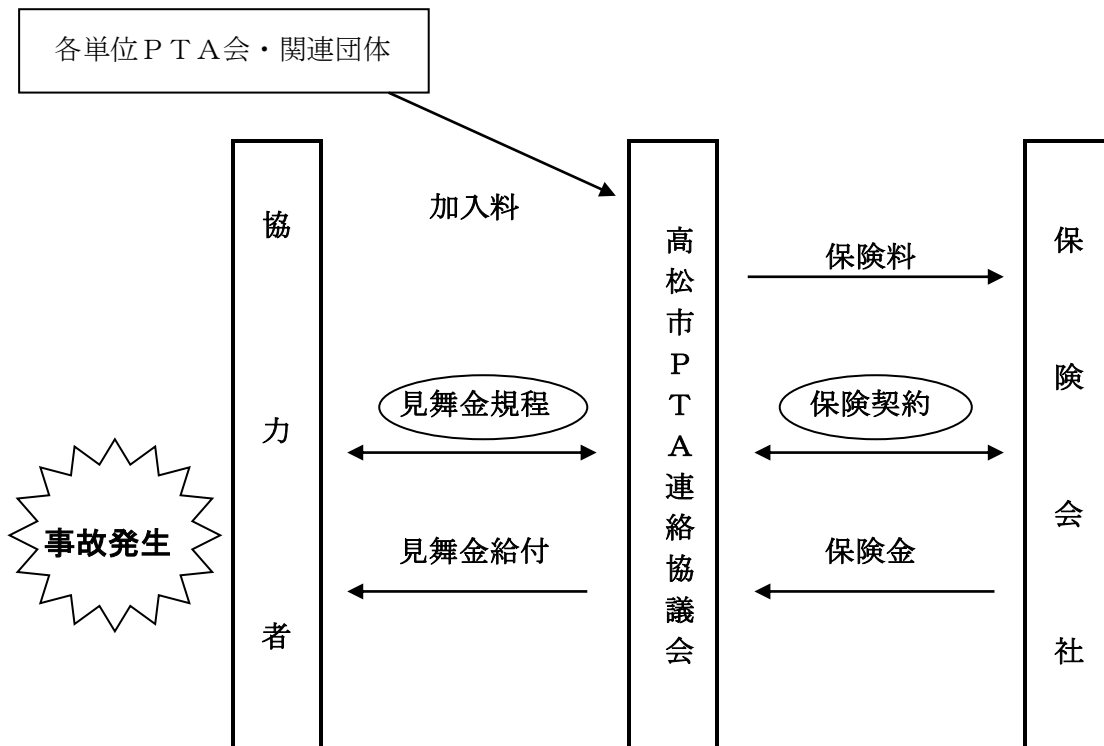 各単位ＰＴＡ会・関連団体
加入料
協力者
高松市ＰＴＡ連絡協議会
保険会社
保険料
見舞金規程
保険契約
事故発生
見舞金給付
保険金